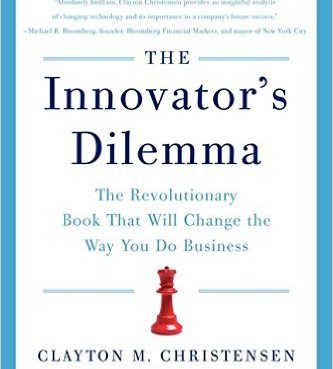 "Absolutely brilliant. Clayton Christensen provides an insightful analysis
of changing technology and its importance to a company's future success."
—Michael R. Bloomberg, founder, Bloomberg Financial Markets, and mayor of New York City
THE
Innovator's
Dilemma
The Revolutionary
Book That Will Change the
Way You Do Business
CLAYTON M. CHRISTENSEN